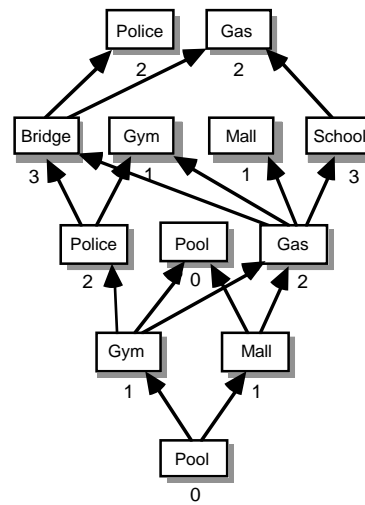 Police Gas
2 2
Bridge Gym Mall School
3 1 1 3
Police Pool Gas
2 0 2
Gym Mall
1 1
Pool
0